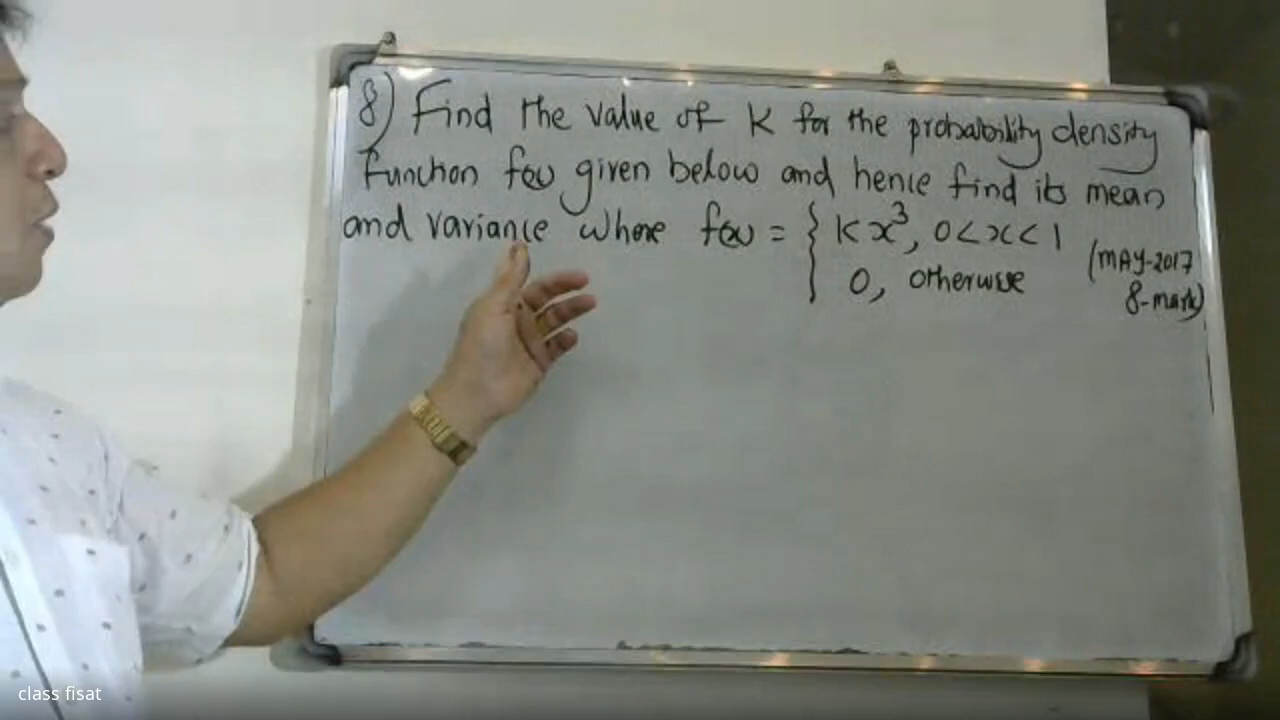 8) Find the value of K for the probability density
function f(x) given below and hence find its mean
and variance where f(x) = { Kx³, 0<x<1
0, otherwise
(MAY-2017
8-mark)
class fisat